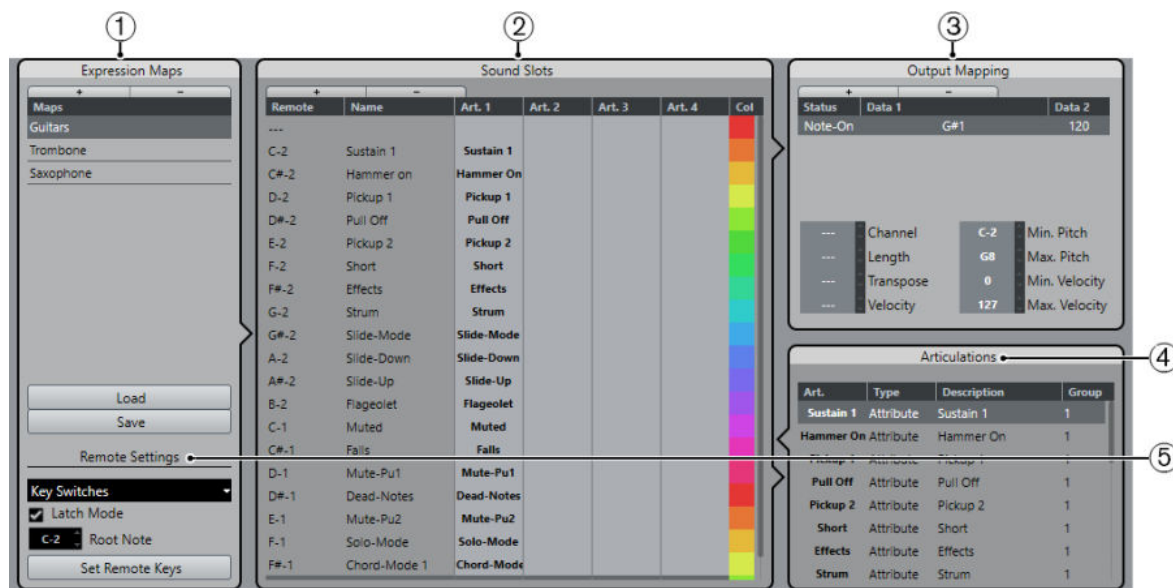 1
2
3
Expression Maps
+ -
Maps
Guitars
Trombone
Saxophone
Load
Save
Remote Settings
5
Key Switches
Latch Mode
C-2 Root Note
Set Remote Keys
Sound Slots
+ -
Remote Name Art. 1 Art. 2 Art. 3 Art. 4 Col
---
C-2 Sustain 1 Sustain 1
C#-2 Hammer on Hammer On
D-2 Pickup 1 Pickup 1
D#-2 Pull Off Pull Off
E-2 Pickup 2 Pickup 2
F-2 Short Short
F#-2 Effects Effects
G-2 Strum Strum
G#-2 Slide-Mode Slide-Mode
A-2 Slide-Down Slide-Down
A#-2 Slide-Up Slide-Up
B-2 Flageolet Flageolet
C-1 Muted Muted
C#-1 Falls Falls
D-1 Mute-Pu1 Mute-Pu1
D#-1 Dead-Notes Dead-Notes
E-1 Mute-Pu2 Mute-Pu2
F-1 Solo-Mode Solo-Mode
F#-1 Chord-Mode 1 Chord-Mode
Output Mapping
+ -
Status Data 1 Data 2
Note-On G#1 120
--- Channel C-2 Min. Pitch
--- Length G8 Max. Pitch
--- Transpose 0 Min. Velocity
--- Velocity 127 Max. Velocity
Articulations
4
Art. Type Description Group
Sustain 1 Attribute Sustain 1 1
Hammer On Attribute Hammer On 1
Pickup 1 Attribute Pickup 1 1
Pull Off Attribute Pull Off 1
Pickup 2 Attribute Pickup 2 1
Short Attribute Short 1
Effects Attribute Effects 1
Strum Attribute Strum 1